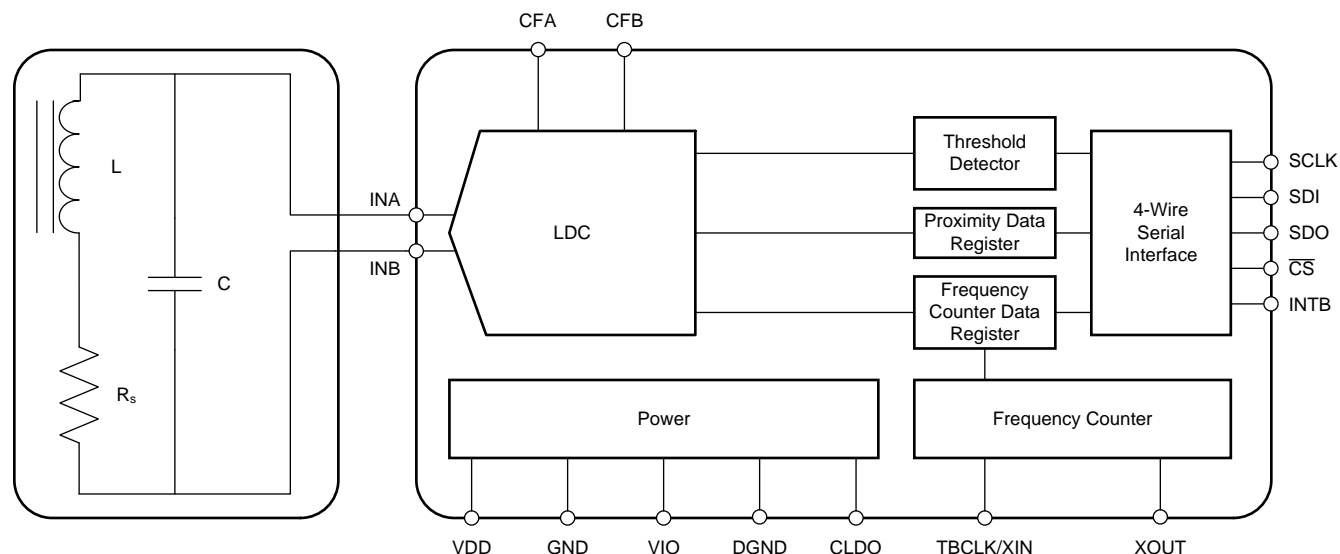 CFA
CFB
L
C
Rs
INA
INB
LDC
Threshold
Detector
Proximity Data
Register
Frequency
Counter Data
Register
4-Wire
Serial
Interface
SCLK
SDI
SDO
C̅S̅
INTB
Power
Frequency Counter
VDD
GND
VIO
DGND
CLDO
TBCLK/XIN
XOUT